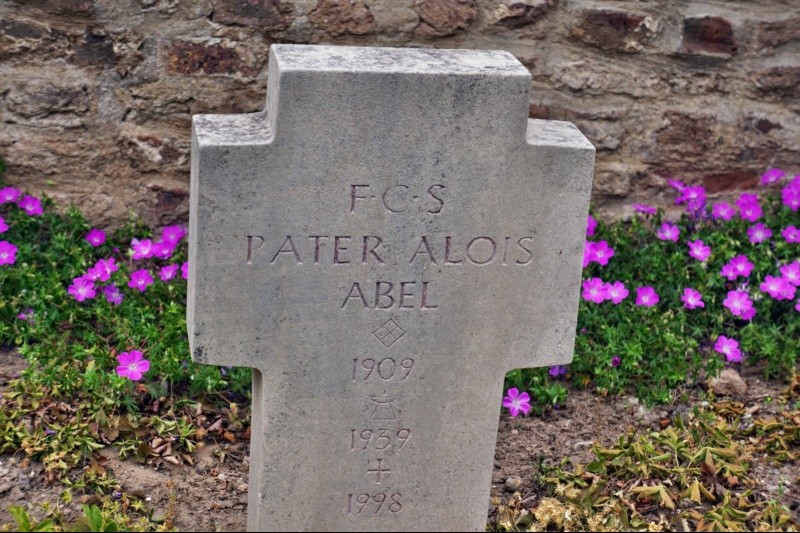 F·C·S
PATER ALOIS
ABEL
1909
1939
1998